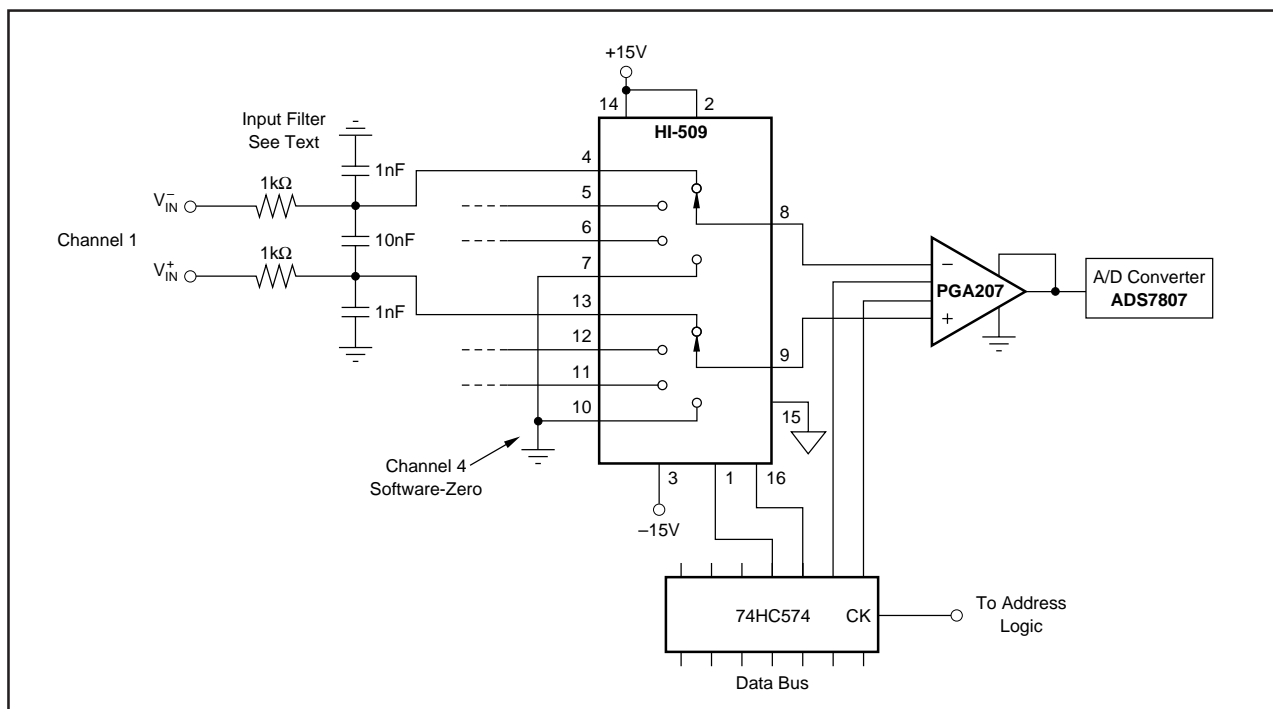 +15V
14
2
HI-509
Input Filter
See Text
1nF
4
1kΩ
V⁻IN
5
8
6
10nF
Channel 1
1kΩ
V⁺IN
7
13
1nF
12
9
11
10
15
–
PGA207
+
A/D Converter
ADS7807
Channel 4
Software-Zero
3
1
16
–15V
74HC574
CK
To Address
Logic
Data Bus